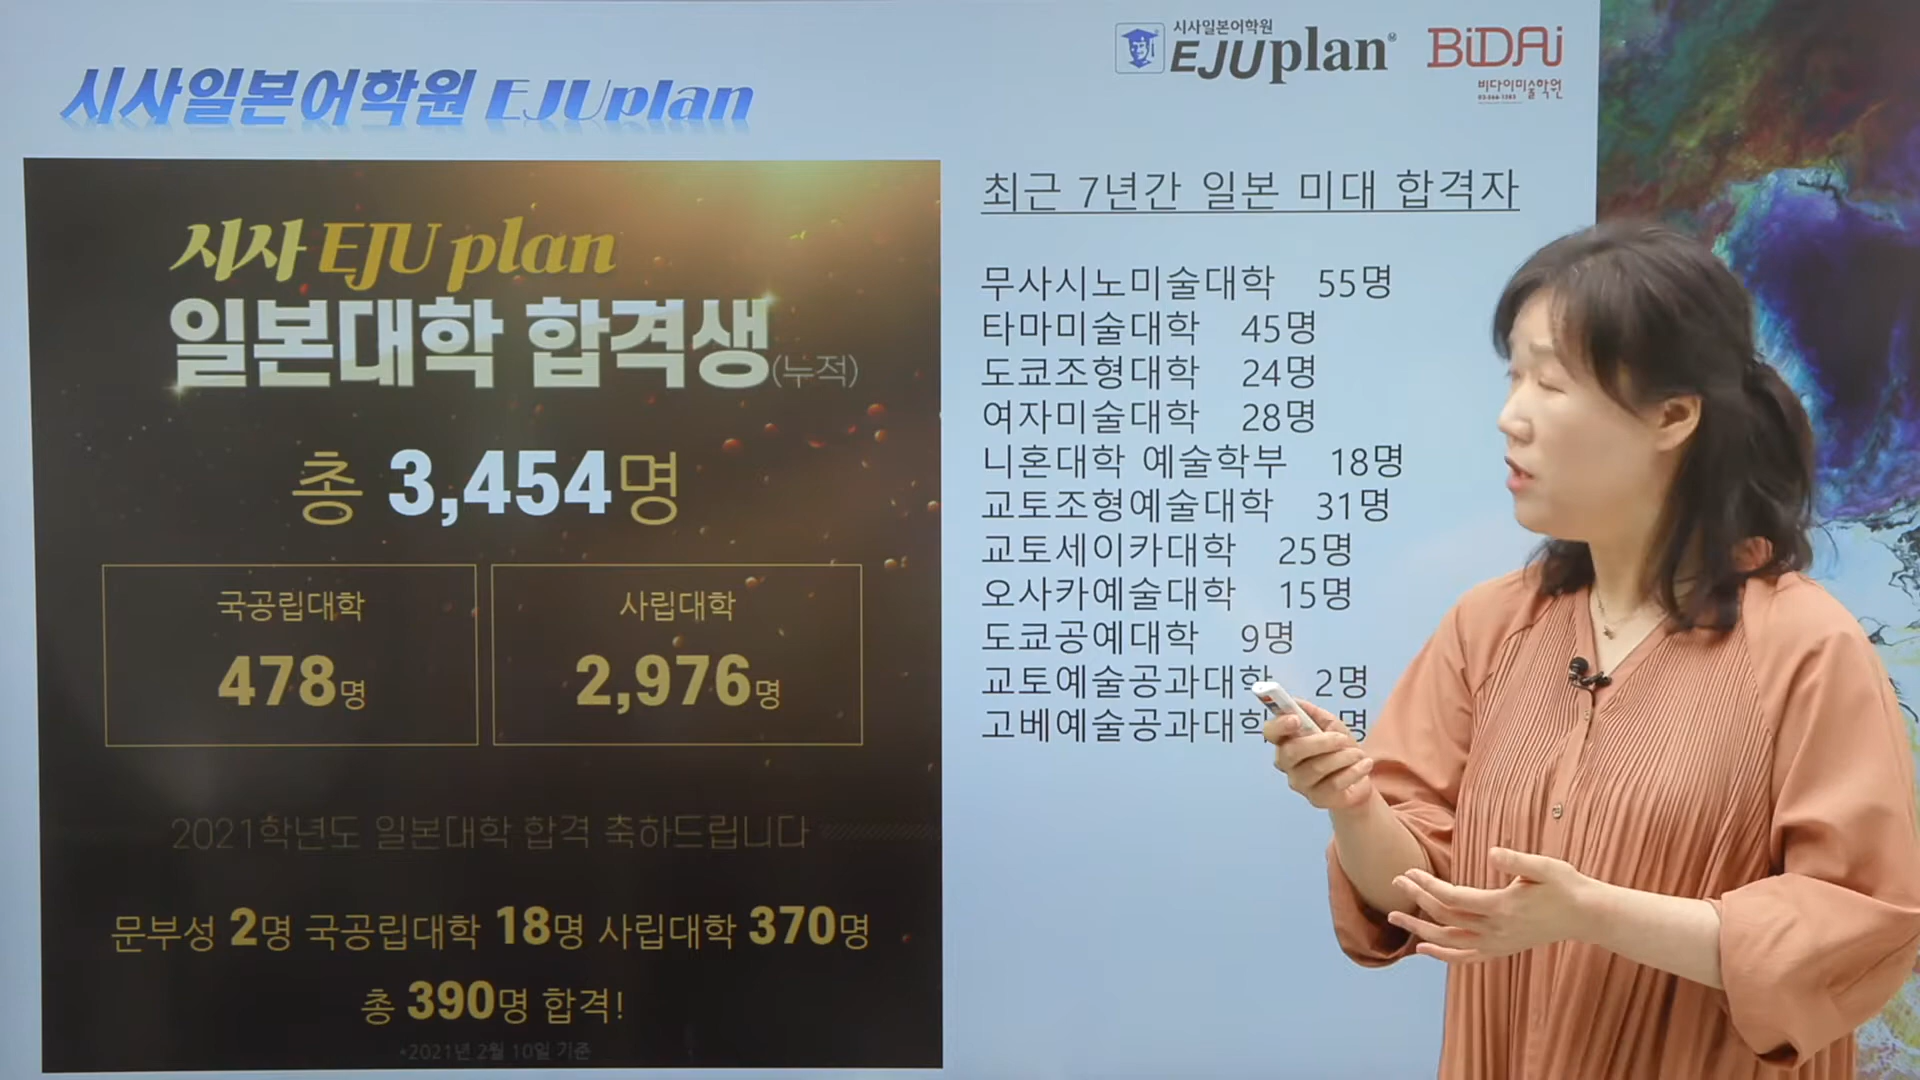 시사일본어학원 EJUplan
시사일본어학원
EJUplan
BiDAi
비다이미술학원
시사 EJU plan
일본대학 합격생(누적)
총 3,454명
국공립대학
478명
사립대학
2,976명
2021학년도 일본대학 합격 축하드립니다
문부성 2명 국공립대학 18명 사립대학 370명
총 390명 합격!
*2021년 2월 10일 기준
최근 7년간 일본 미대 합격자
무사시노미술대학 55명
타마미술대학 45명
도쿄조형대학 24명
여자미술대학 28명
니혼대학 예술학부 18명
교토조형예술대학 31명
교토세이카대학 25명
오사카예술대학 15명
도쿄공예대학 9명
교토예술공과대학 2명
고베예술공과대학 명